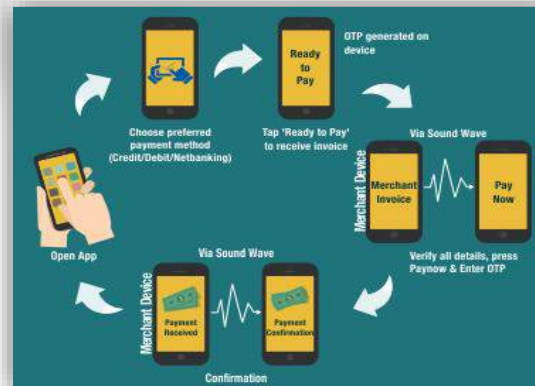 Open App
Choose preferred
payment method
(Credit/Debit/Netbanking)
Ready
to
Pay
Tap 'Ready to Pay'
to receive invoice
OTP generated on
device
Via Sound Wave
Merchant Device
Merchant
Invoice
Pay
Now
Verify all details, press
Paynow & Enter OTP
Via Sound Wave
Merchant Device
Payment
Received
Payment
Confirmation
Confirmation